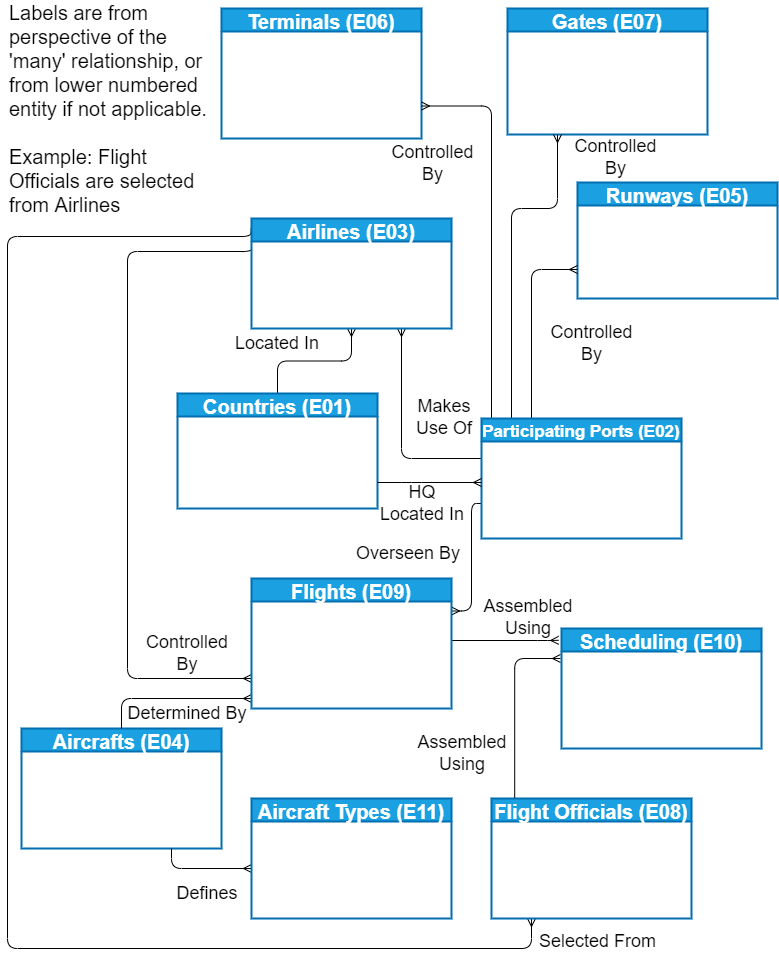 Labels are from
perspective of the
'many' relationship, or
from lower numbered
entity if not applicable.
Example: Flight
Officials are selected
from Airlines
Terminals (E06)
Gates (E07)
Controlled
By
Controlled
By
Runways (E05)
Airlines (E03)
Located In
Controlled
By
Countries (E01)
Makes
Use Of
Participating Ports (E02)
HQ
Located In
Overseen By
Flights (E09)
Assembled
Using
Scheduling (E10)
Controlled
By
Determined By
Aircrafts (E04)
Assembled
Using
Aircraft Types (E11)
Flight Officials (E08)
Defines
Selected From